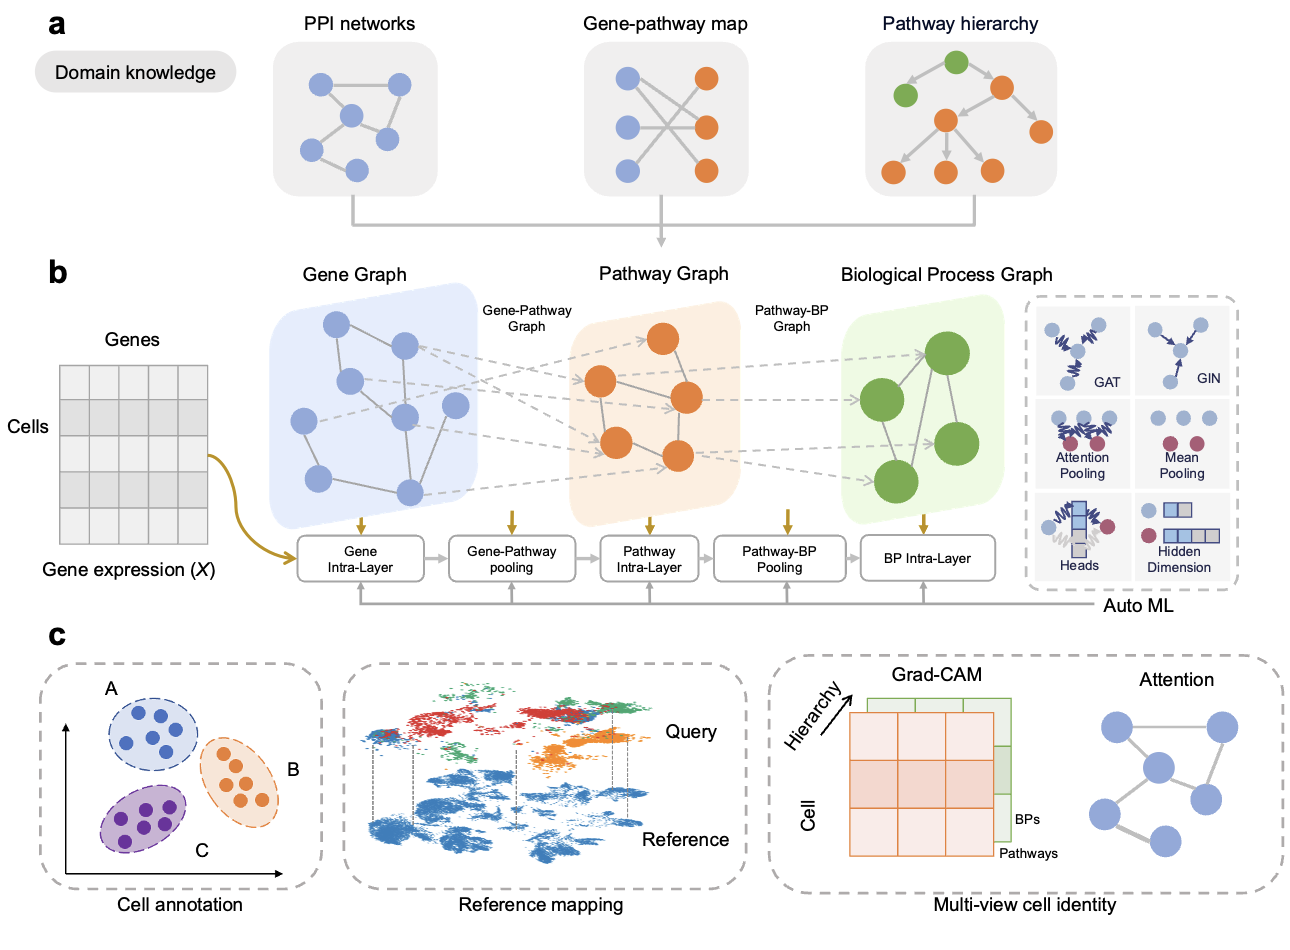 a
PPI networks
Gene-pathway map
Pathway hierarchy
Domain knowledge
b
Gene Graph
Pathway Graph
Biological Process Graph
Gene-Pathway
Graph
Pathway-BP
Graph
Genes
Cells
Gene expression (X)
GAT
GIN
Attention
Pooling
Mean
Pooling
Heads
Hidden
Dimension
Gene
Intra-Layer
Gene-Pathway
pooling
Pathway
Intra-Layer
Pathway-BP
Pooling
BP Intra-Layer
Auto ML
c
A
B
C
Cell annotation
Query
Reference
Reference mapping
Grad-CAM
Hierarchy
Cell
BPs
Pathways
Attention
Multi-view cell identity